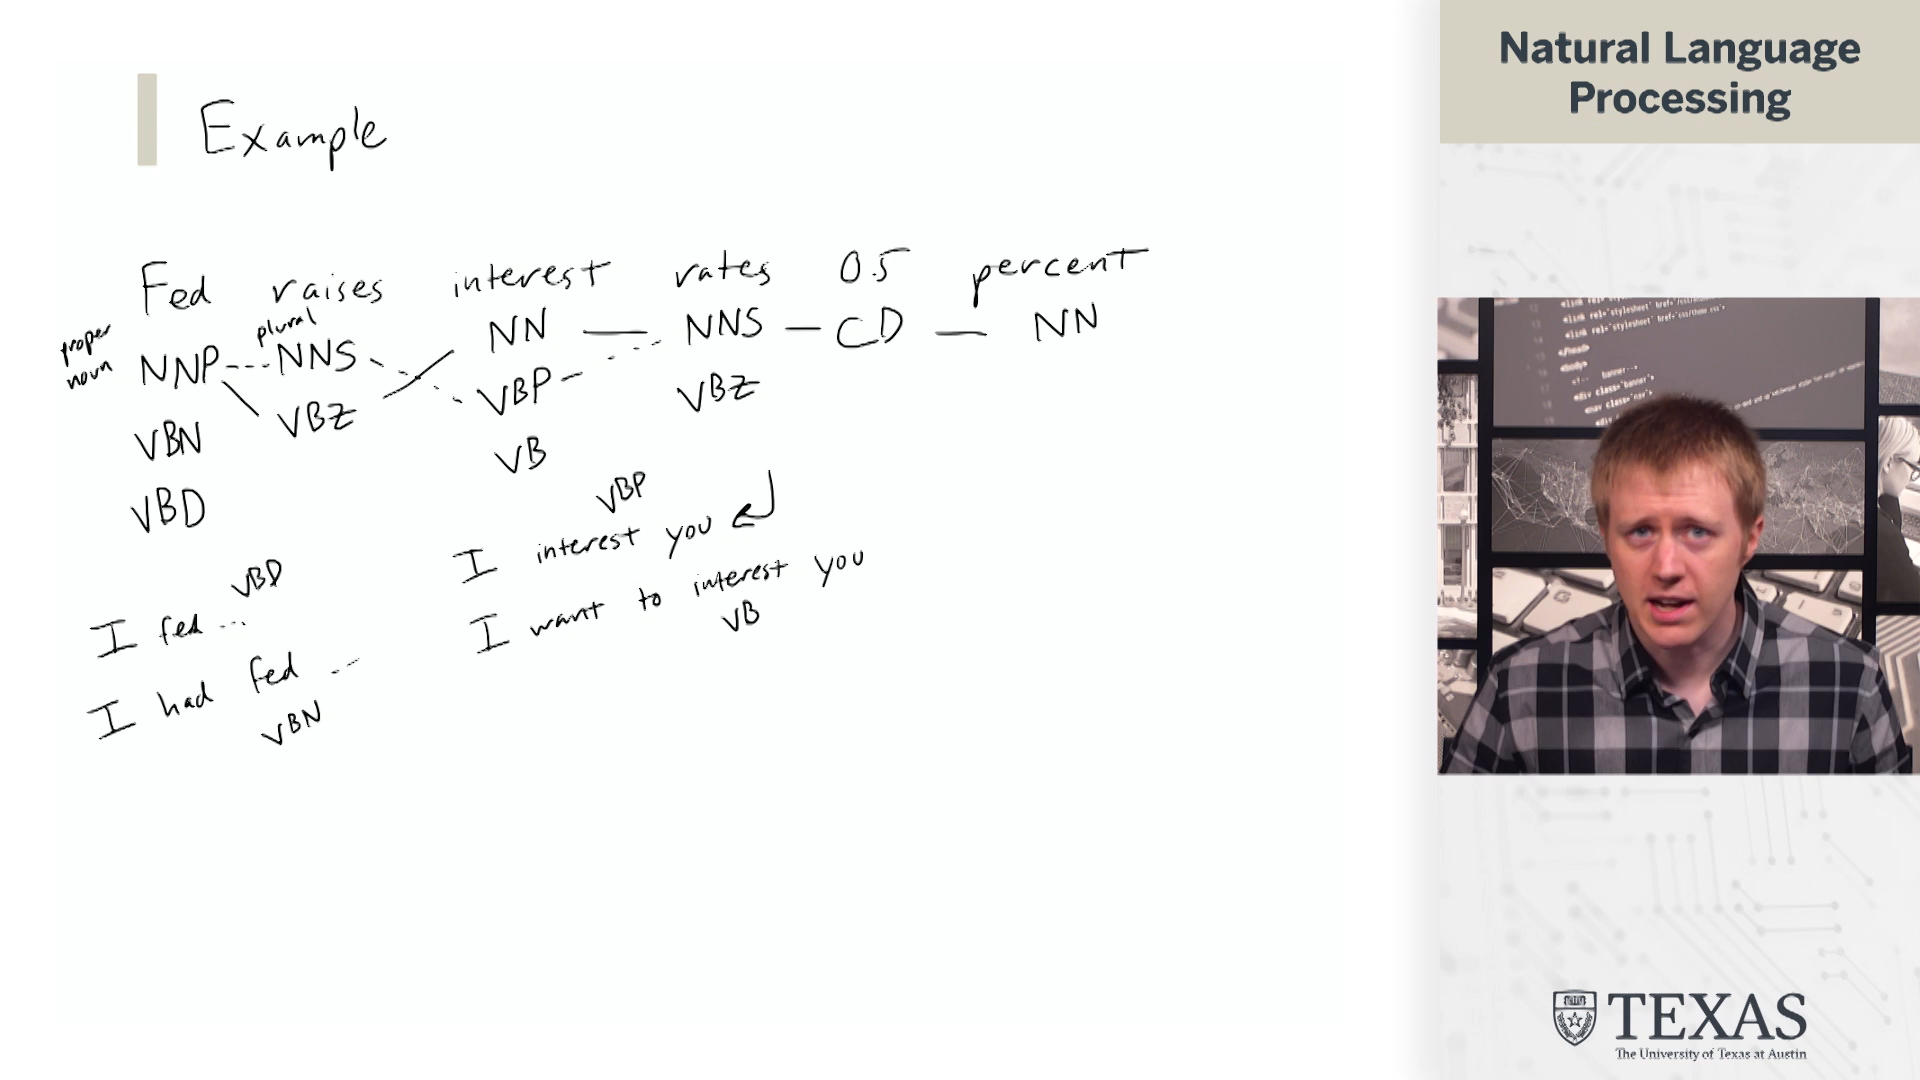 Natural Language
Processing
Example
Fed raises interest rates 0.5 percent
proper noun
plural
NNP NNS NN NNS CD NN
VBN VBZ VBP VBZ
VBD VB
VBP
I interest you
I want to interest you
VB
VBD
I fed ...
I had fed ...
VBN
TEXAS
The University of Texas at Austin